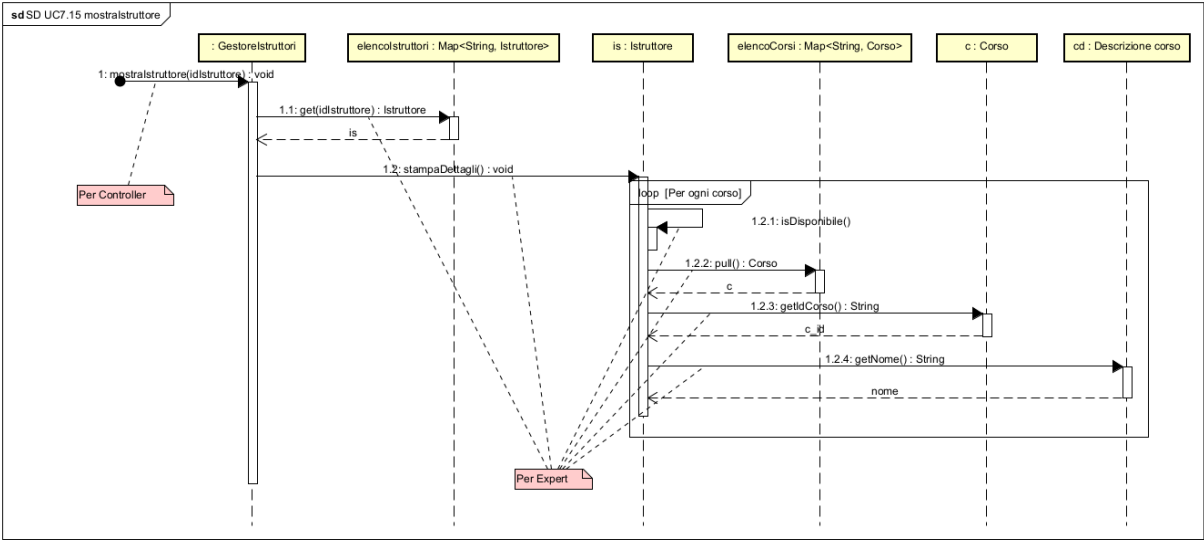 sd SD UC7.15 mostraIstruttore
: GestoreIstruttori
elencoIstruttori : Map<String, Istruttore>
is : Istruttore
elencoCorsi : Map<String, Corso>
c : Corso
cd : Descrizione corso
1: mostraIstruttore(idIstruttore) : void
1.1: get(idIstruttore) : Istruttore
is
1.2: stampaDettagli() : void
Per Controller
loop [Per ogni corso]
1.2.1: isDisponibile()
1.2.2: pull() : Corso
c
1.2.3: getIdCorso() : String
c_id
1.2.4: getNome() : String
nome
Per Expert